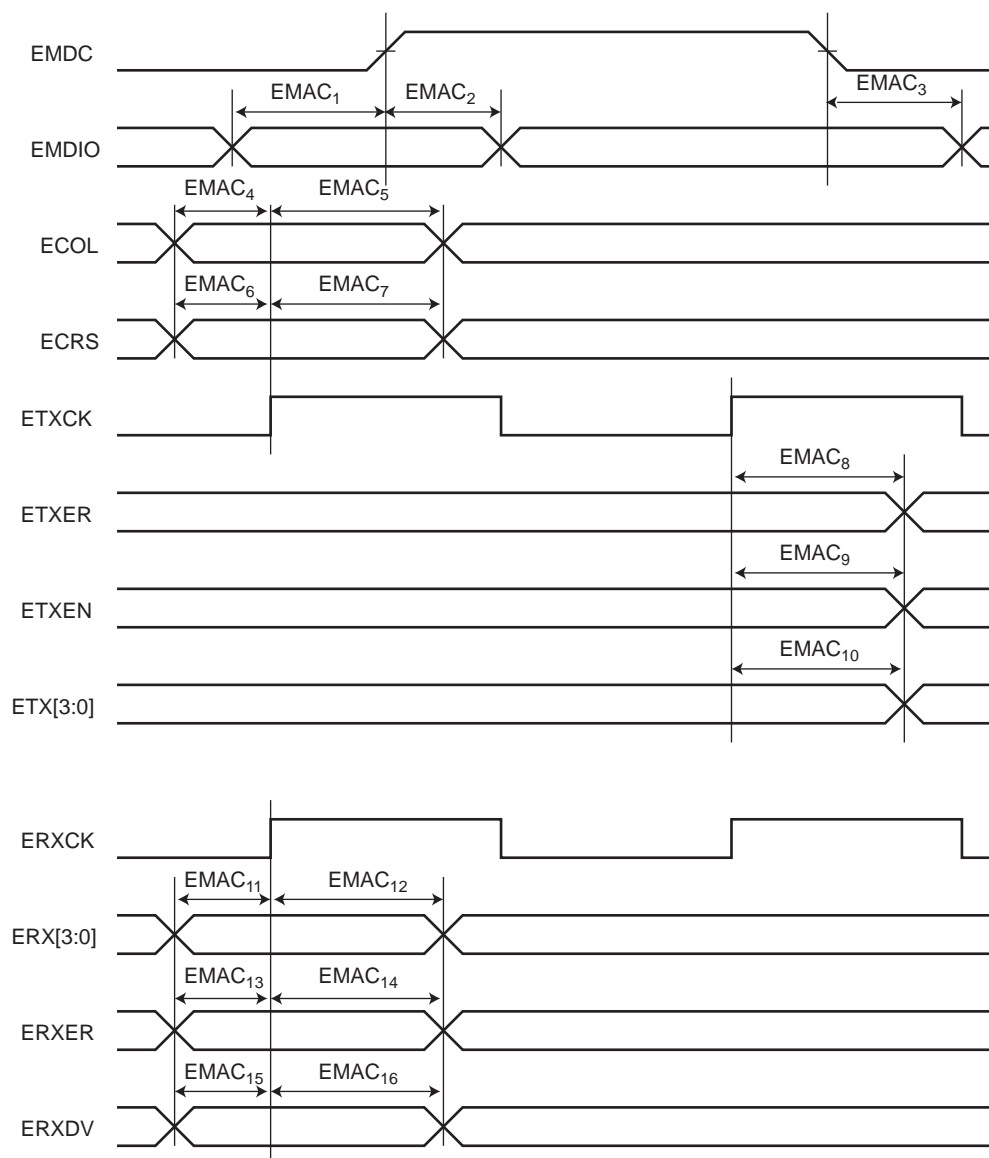 EMDC
EMAC1 EMAC2 EMAC3
EMDIO
EMAC4 EMAC5
ECOL
EMAC6 EMAC7
ECRS
ETXCK
EMAC8
ETXER
EMAC9
ETXEN
EMAC10
ETX[3:0]
ERXCK
EMAC11 EMAC12
ERX[3:0]
EMAC13 EMAC14
ERXER
EMAC15 EMAC16
ERXDV